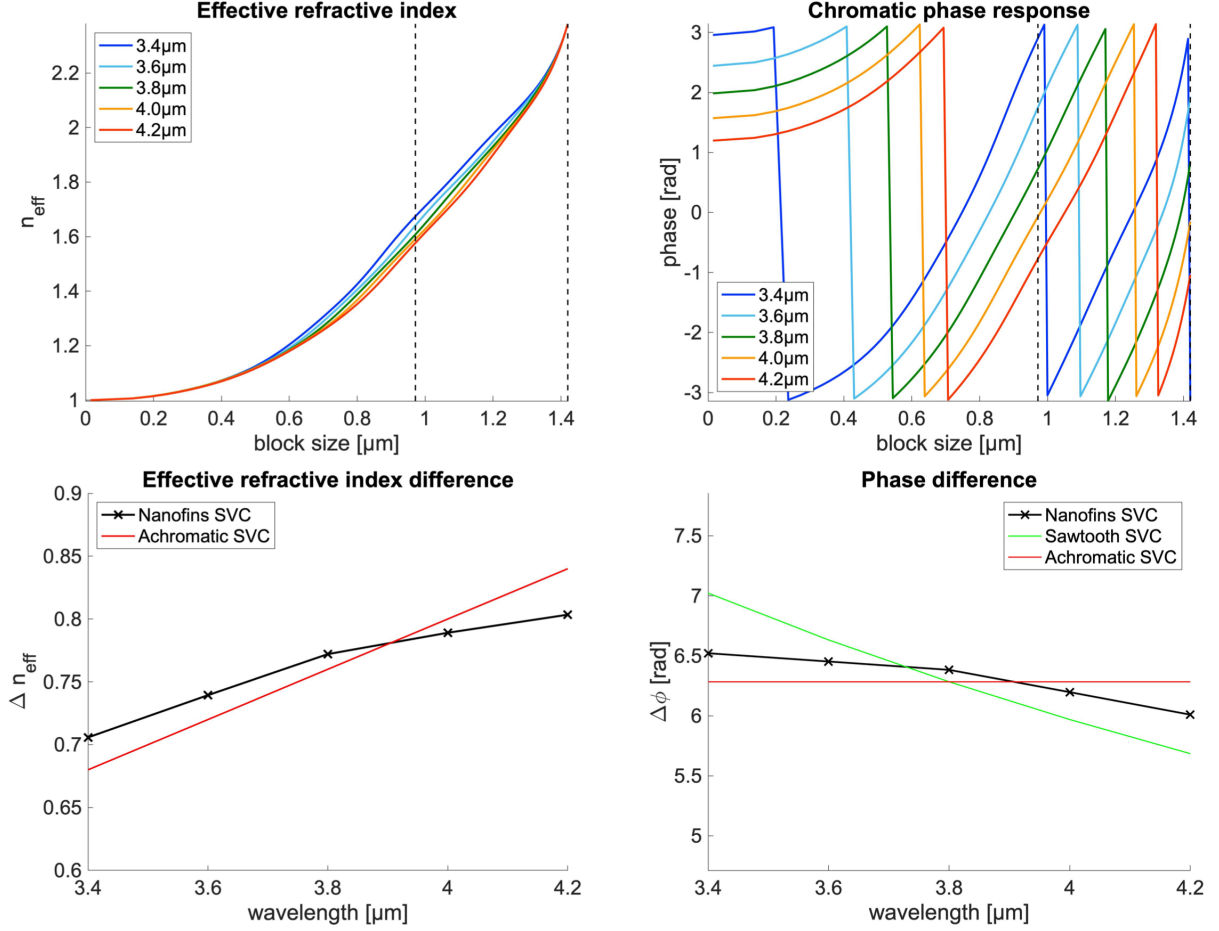 Effective refractive index
n_eff
2.2
2
1.8
1.6
1.4
1.2
1
3.4µm
3.6µm
3.8µm
4.0µm
4.2µm
0 0.2 0.4 0.6 0.8 1 1.2 1.4
block size [µm]
Chromatic phase response
phase [rad]
3
2
1
0
-1
-2
-3
3.4µm
3.6µm
3.8µm
4.0µm
4.2µm
0 0.2 0.4 0.6 0.8 1 1.2 1.4
block size [µm]
Effective refractive index difference
Δ n_eff
0.9
0.85
0.8
0.75
0.7
0.65
0.6
Nanofins SVC
Achromatic SVC
3.4 3.6 3.8 4 4.2
wavelength [µm]
Phase difference
Δϕ [rad]
7.5
7
6.5
6
5.5
5
Nanofins SVC
Sawtooth SVC
Achromatic SVC
3.4 3.6 3.8 4 4.2
wavelength [µm]